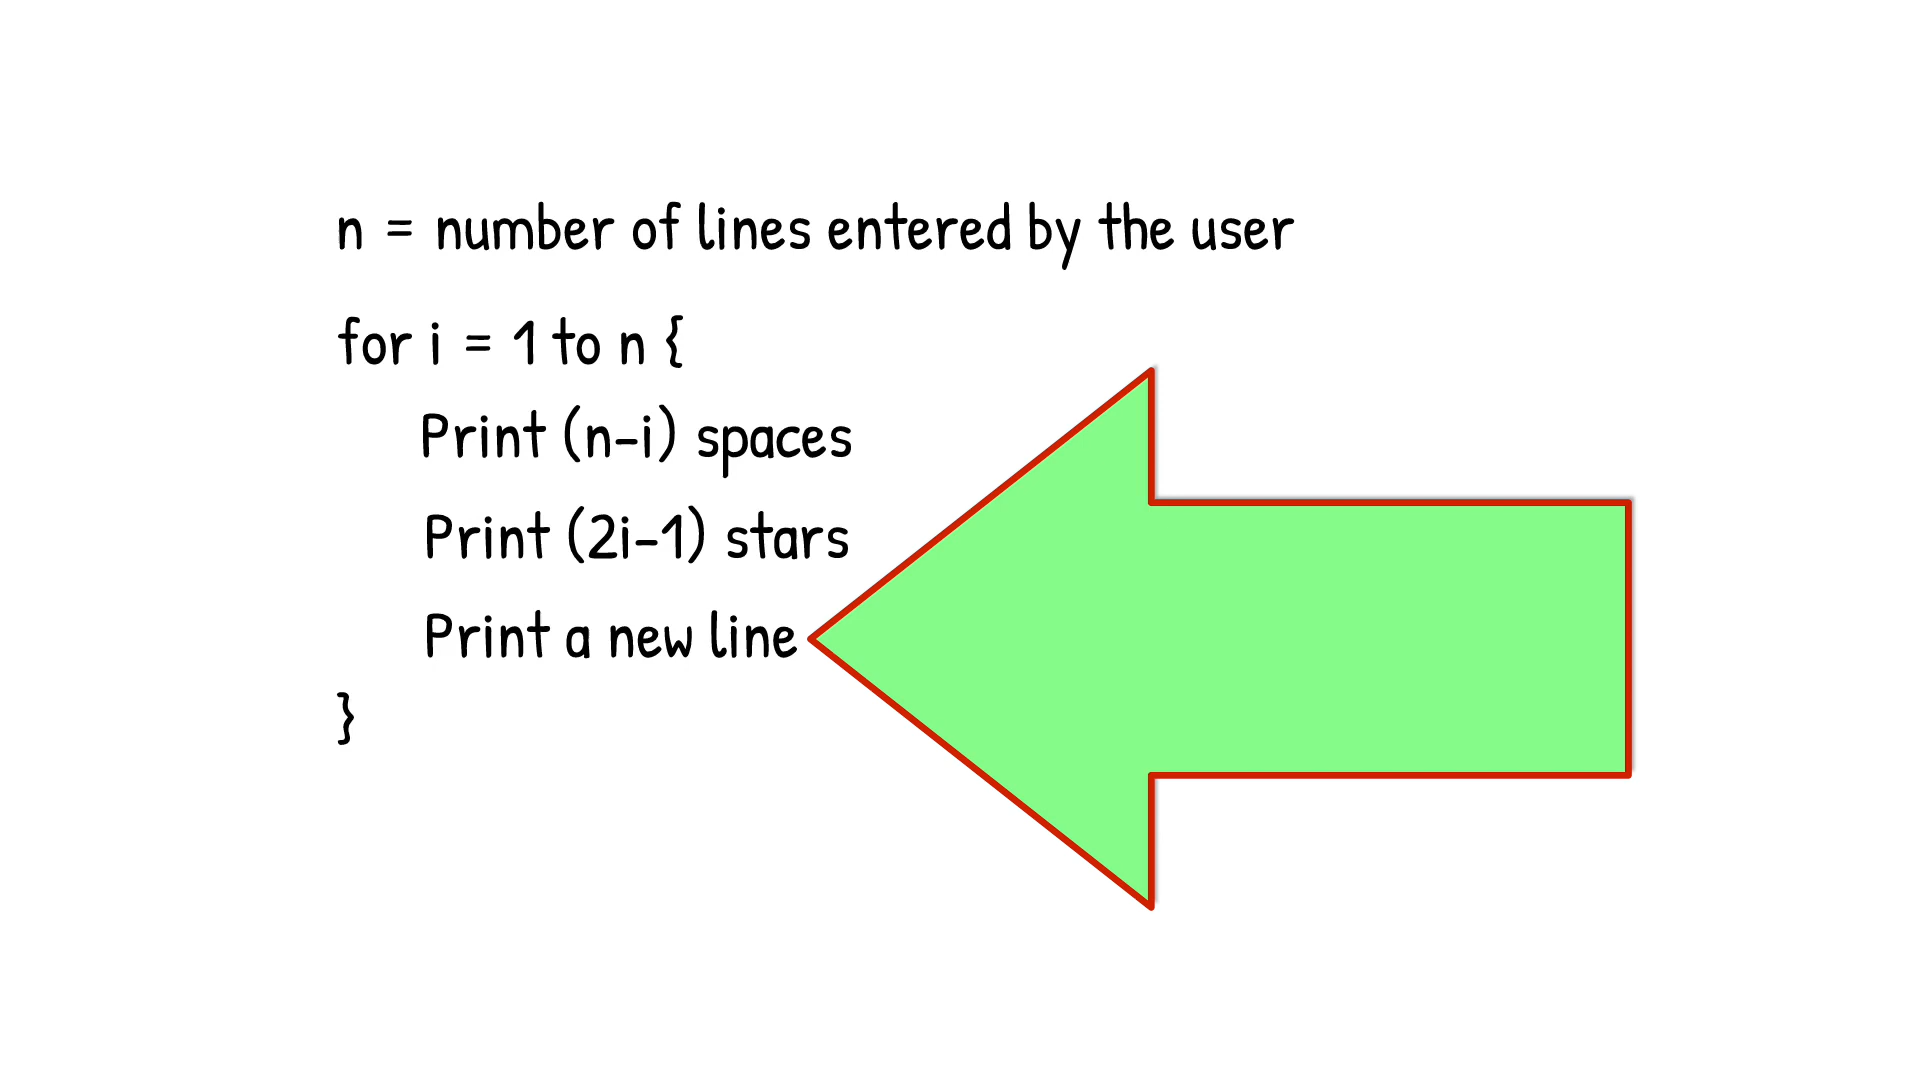 n = number of lines entered by the user
for i = 1 to n {
Print (n-i) spaces
Print (2i-1) stars
Print a new line
}